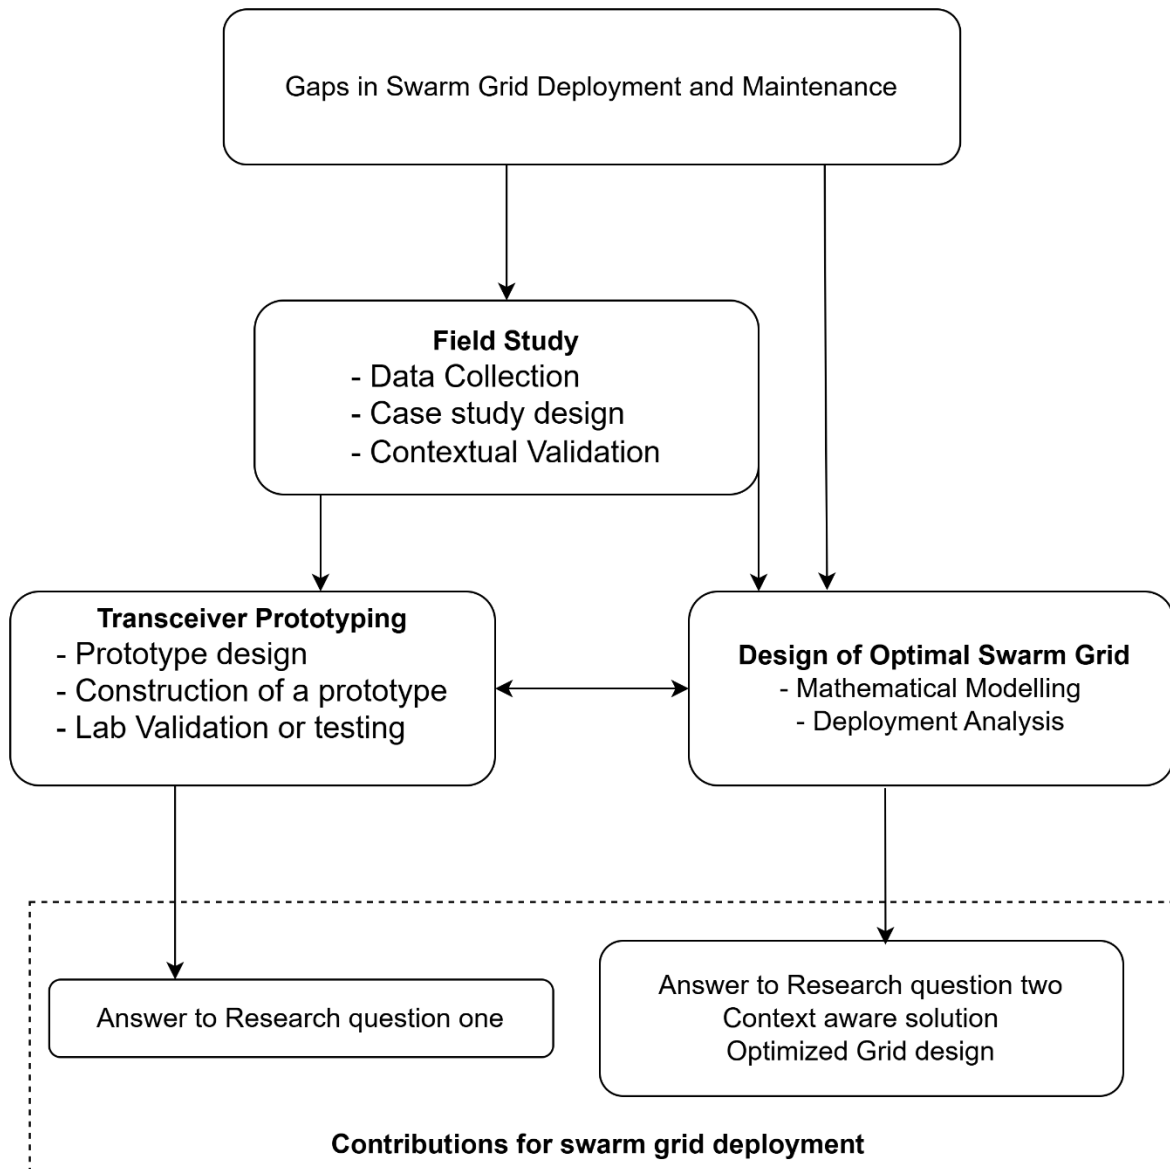 Gaps in Swarm Grid Deployment and Maintenance
Field Study
- Data Collection
- Case study design
- Contextual Validation
Transceiver Prototyping
- Prototype design
- Construction of a prototype
- Lab Validation or testing
Design of Optimal Swarm Grid
- Mathematical Modelling
- Deployment Analysis
Answer to Research question one
Answer to Research question two
Context aware solution
Optimized Grid design
Contributions for swarm grid deployment